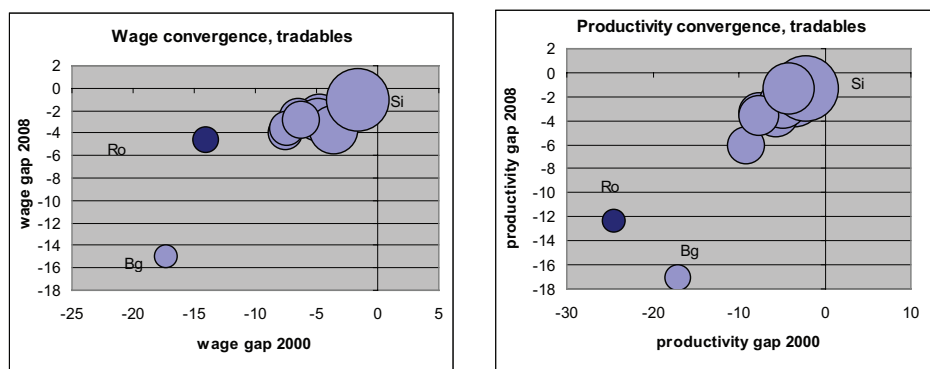 Wage convergence, tradables
wage gap 2008
2
0
-2
-4
-6
-8
-10
-12
-14
-16
-18
Si
Ro
Bg
-25 -20 -15 -10 -5 0 5
wage gap 2000
Productivity convergence, tradables
productivity gap 2008
2
0
-2
-4
-6
-8
-10
-12
-14
-16
-18
Si
Ro
Bg
-30 -20 -10 0 10
productivity gap 2000